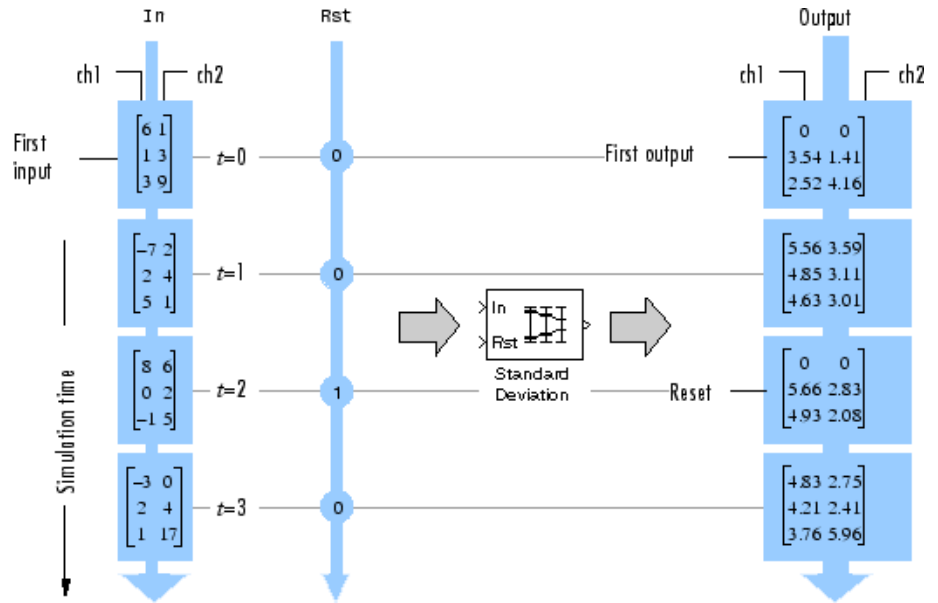 In Rst Output
ch1 ch2 ch1 ch2
First input
6 1
1 3
3 9
t=0
0
First output
0 0
3.54 1.41
2.52 4.16
-7 2
2 4
5 1
t=1
0
5.56 3.59
4.85 3.11
4.63 3.01
In
Rst
Standard
Deviation
8 6
0 2
-1 5
t=2
1
Reset
0 0
5.66 2.83
4.93 2.08
Simulation time
-3 0
2 4
1 17
t=3
0
4.83 2.75
4.21 2.41
3.76 5.96